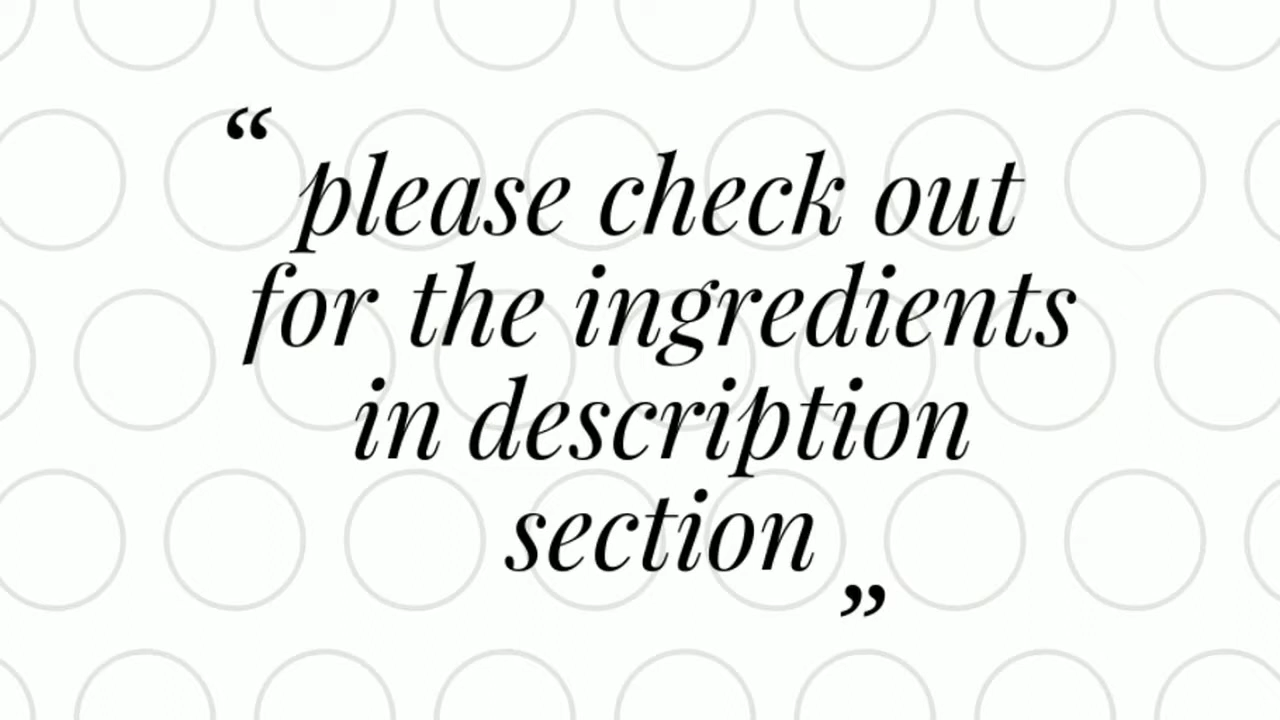 “ please check out
for the ingredients
in description
section ”